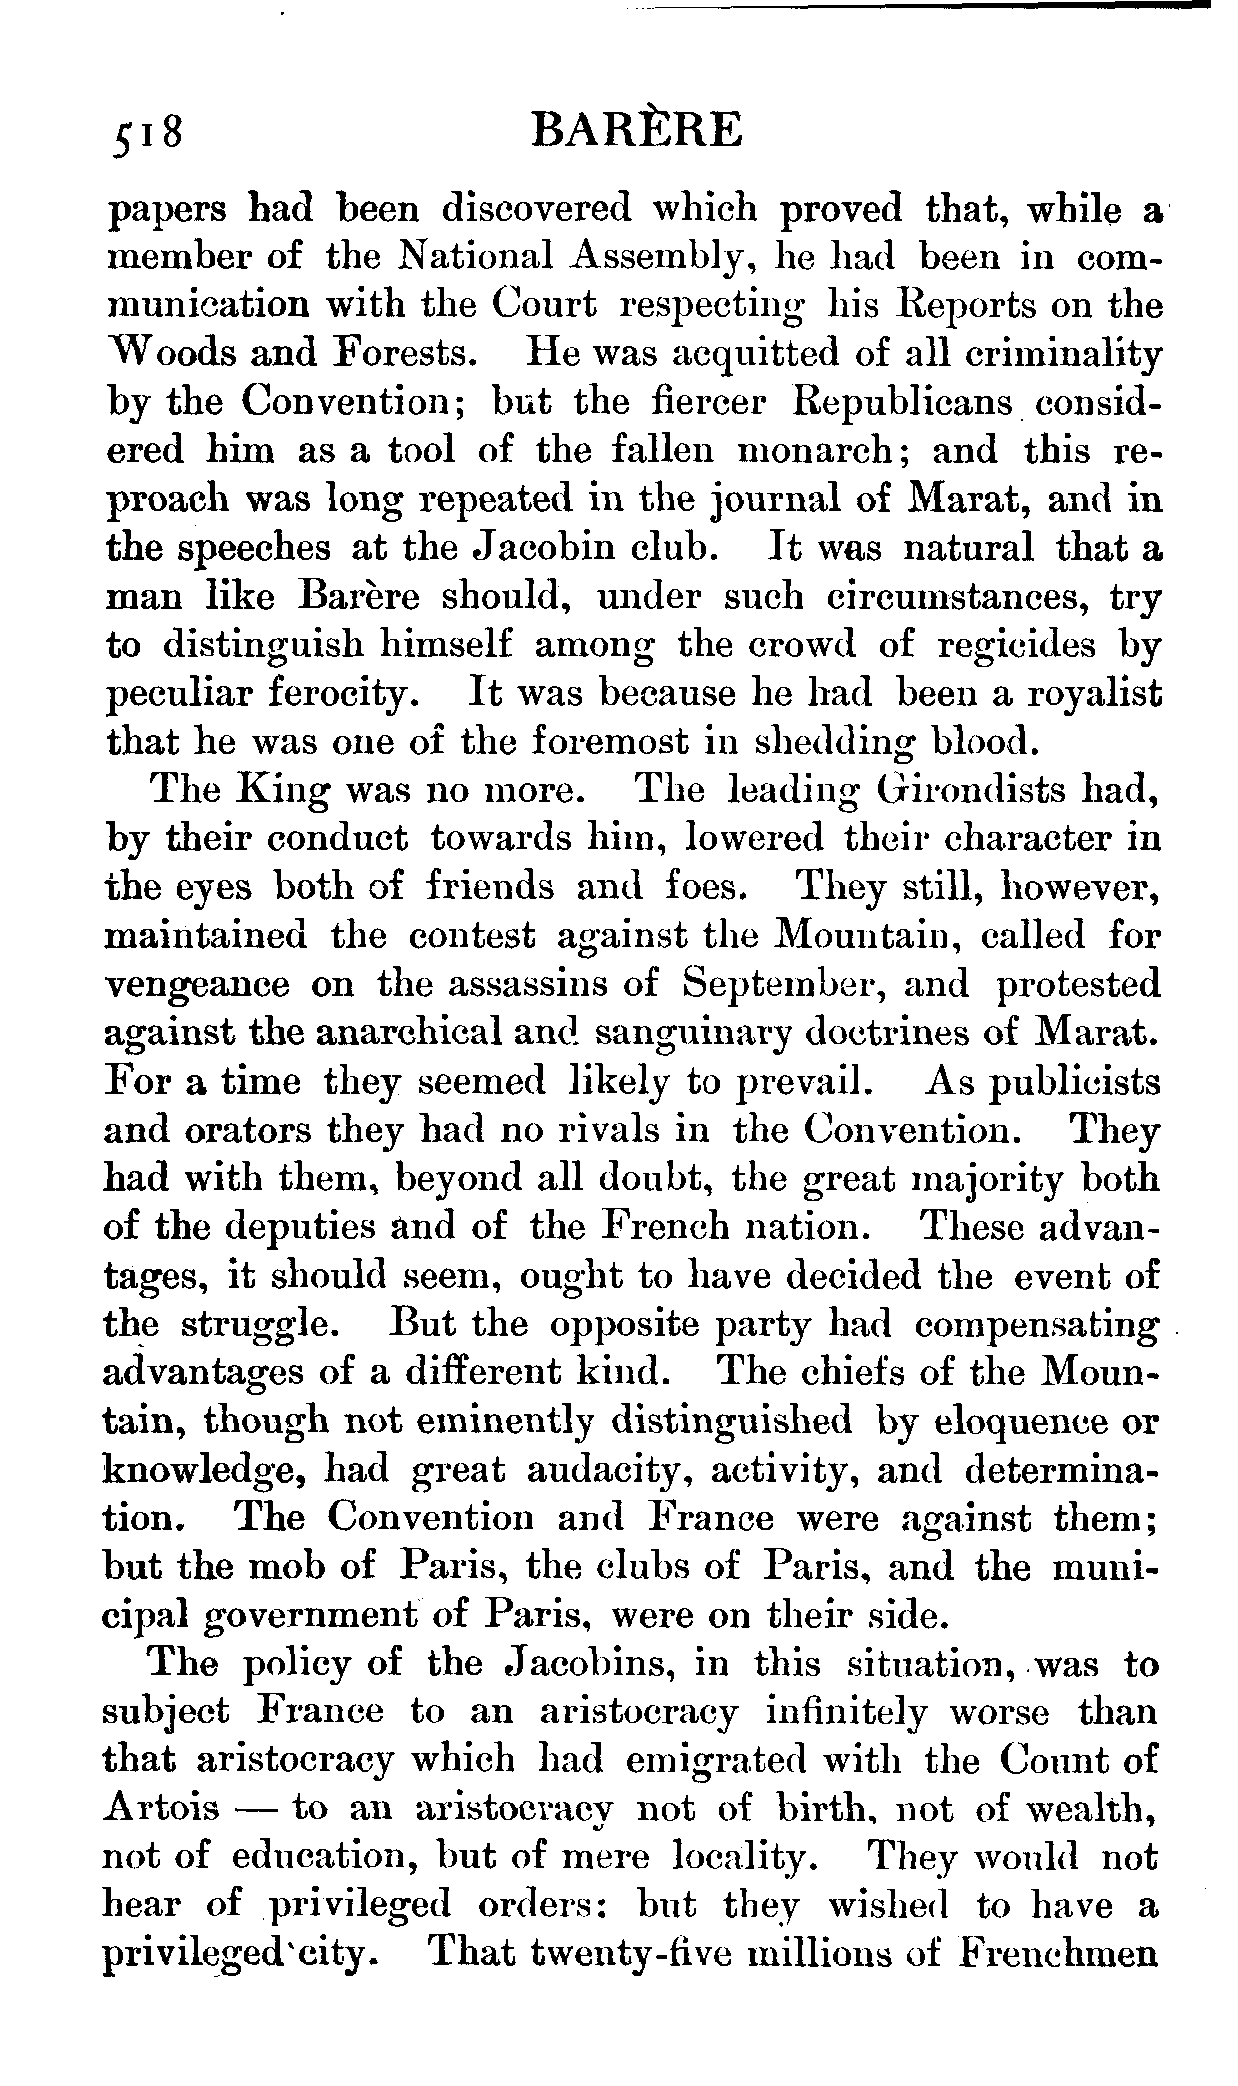 518 BARÈRE
papers had been discovered which proved that, while a
member of the National Assembly, he had been in com-
munication with the Court respecting his Reports on the
Woods and Forests. He was acquitted of all criminality
by the Convention; but the fiercer Republicans consid-
ered him as a tool of the fallen monarch; and this re-
proach was long repeated in the journal of Marat, and in
the speeches at the Jacobin club. It was natural that a
man like Barère should, under such circumstances, try
to distinguish himself among the crowd of regicides by
peculiar ferocity. It was because he had been a royalist
that he was one of the foremost in shedding blood.
The King was no more. The leading Girondists had,
by their conduct towards him, lowered their character in
the eyes both of friends and foes. They still, however,
maintained the contest against the Mountain, called for
vengeance on the assassins of September, and protested
against the anarchical and sanguinary doctrines of Marat.
For a time they seemed likely to prevail. As publicists
and orators they had no rivals in the Convention. They
had with them, beyond all doubt, the great majority both
of the deputies and of the French nation. These advan-
tages, it should seem, ought to have decided the event of
the struggle. But the opposite party had compensating
advantages of a different kind. The chiefs of the Moun-
tain, though not eminently distinguished by eloquence or
knowledge, had great audacity, activity, and determina-
tion. The Convention and France were against them;
but the mob of Paris, the clubs of Paris, and the muni-
cipal government of Paris, were on their side.
The policy of the Jacobins, in this situation, was to
subject France to an aristocracy infinitely worse than
that aristocracy which had emigrated with the Count of
Artois — to an aristocracy not of birth, not of wealth,
not of education, but of mere locality. They would not
hear of privileged orders: but they wished to have a
privileged city. That twenty-five millions of Frenchmen